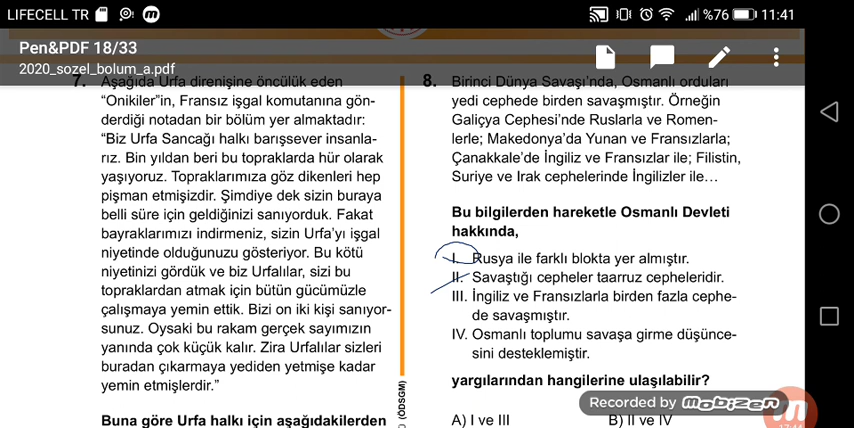 LIFECELL TR %76 11:41
Pen&PDF 18/33
2020_sozel_bolum_a.pdf
7. Aşağıda Urfa direnişine öncülük eden
“Onikiler”in, Fransız işgal komutanına gön-
derdiği notadan bir bölüm yer almaktadır:
“Biz Urfa Sancağı halkı barışsever insanla-
rız. Bin yıldan beri bu topraklarda hür olarak
yaşıyoruz. Topraklarımıza göz dikenleri hep
pişman etmişizdir. Şimdiye dek sizin buraya
belli süre için geldiğinizi sanıyorduk. Fakat
bayraklarımızı indirmeniz, sizin Urfa’yı işgal
niyetinde olduğunuzu gösteriyor. Bu kötü
niyetinizi gördük ve biz Urfalılar, sizi bu
topraklardan atmak için bütün gücümüzle
çalışmaya yemin ettik. Bizi on iki kişi sanıyor-
sunuz. Oysaki bu rakam gerçek sayımızın
yanında çok küçük kalır. Zira Urfalılar sizleri
buradan çıkarmaya yediden yetmişe kadar
yemin etmişlerdir.”
Buna göre Urfa halkı için aşağıdakilerden
(ÖDSGM)
8. Birinci Dünya Savaşı’nda, Osmanlı orduları
yedi cephede birden savaşmıştır. Örneğin
Galiçya Cephesi’nde Ruslarla ve Romen-
lerle; Makedonya’da Yunan ve Fransızlarla;
Çanakkale’de İngiliz ve Fransızlar ile; Filistin,
Suriye ve Irak cephelerinde İngilizler ile...
Bu bilgilerden hareketle Osmanlı Devleti
hakkında,
I. Rusya ile farklı blokta yer almıştır.
II. Savaştığı cepheler taarruz cepheleridir.
III. İngiliz ve Fransızlarla birden fazla cephe-
de savaşmıştır.
IV. Osmanlı toplumu savaşa girme düşünce-
sini desteklemiştir.
yargılarından hangilerine ulaşılabilir?
A) I ve III B) II ve IV
Recorded by Mobizen